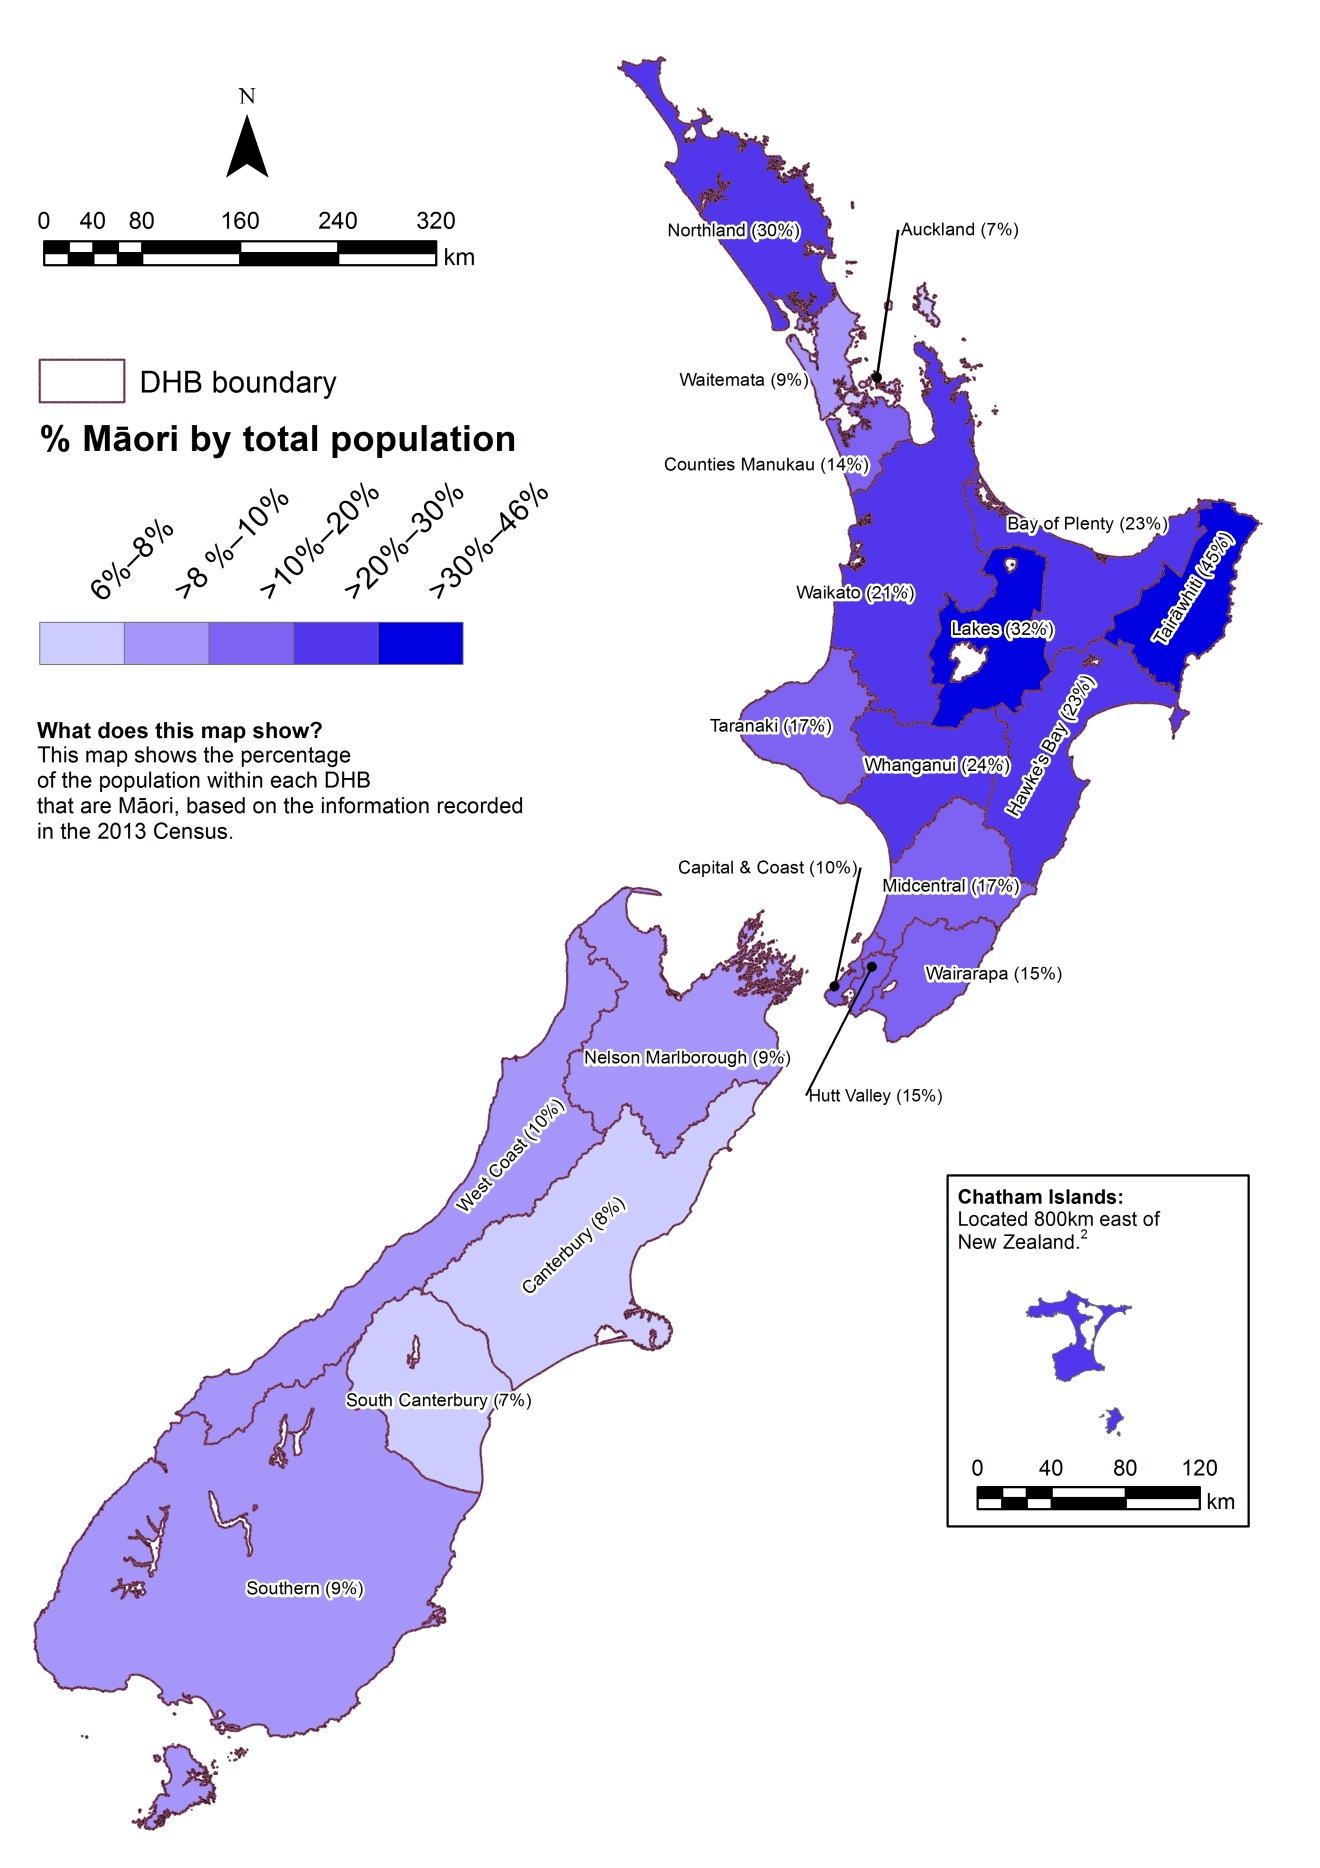 N
0 40 80 160 240 320
km
DHB boundary
% Māori by total population
6%–8%
>8 %–10%
>10%–20%
>20%–30%
>30%–46%
What does this map show?
This map shows the percentage
of the population within each DHB
that are Māori, based on the information recorded
in the 2013 Census.
Northland (30%)
Auckland (7%)
Waitemata (9%)
Counties Manukau (14%)
Bay of Plenty (23%)
Tairāwhiti (45%)
Waikato (21%)
Lakes (32%)
Taranaki (17%)
Hawke's Bay (23%)
Whanganui (24%)
Capital & Coast (10%)
Midcentral (17%)
Wairarapa (15%)
Nelson Marlborough (9%)
Hutt Valley (15%)
West Coast (10%)
Canterbury (8%)
South Canterbury (7%)
Southern (9%)
Chatham Islands:
Located 800km east of
New Zealand.2
0 40 80 120
km